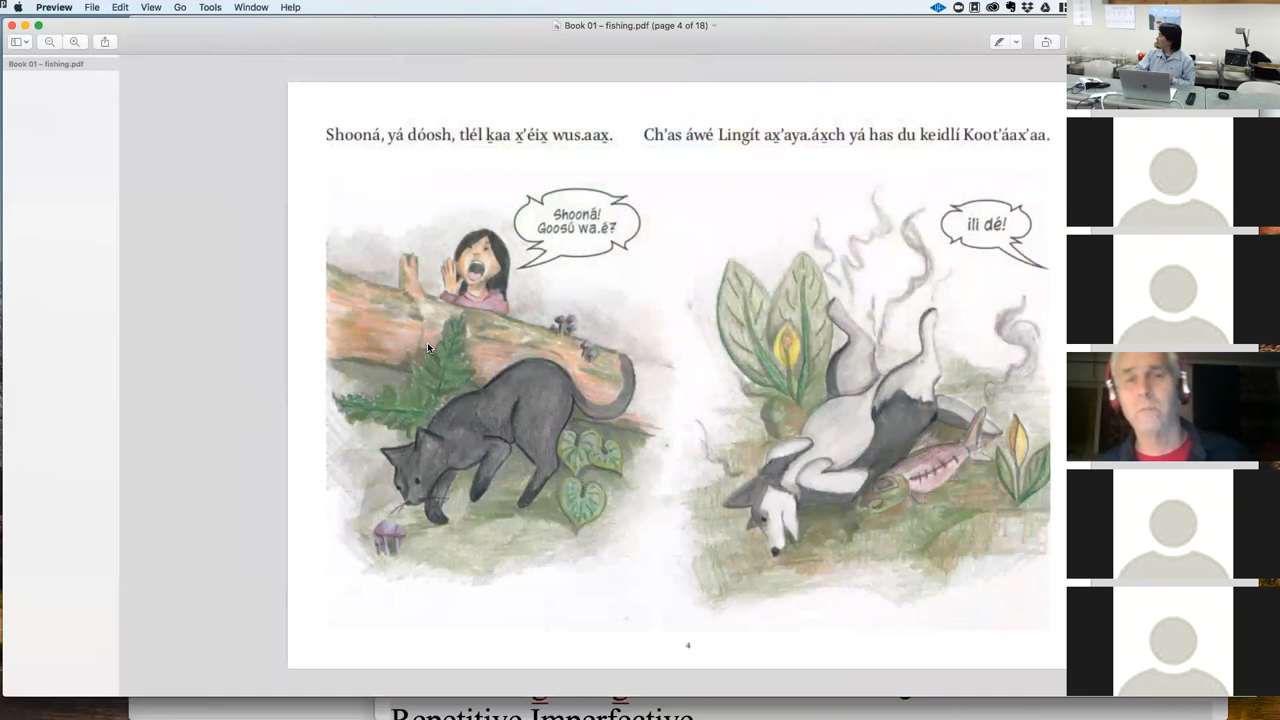 Preview File Edit View Go Tools Window Help
Book 01 – fishing.pdf (page 4 of 18)
Book 01 – fishing.pdf
Shooná, yá dóosh, tlél ḵaa x̱'éix̱ wus.aax̱. Ch'as áwé Lingít ax̱'aya.áx̱ch yá has du keidlí Koot'áax'aa.
Shooná!
Goosú wa.é?
ilí dé!
4
Repetitive Imperfective